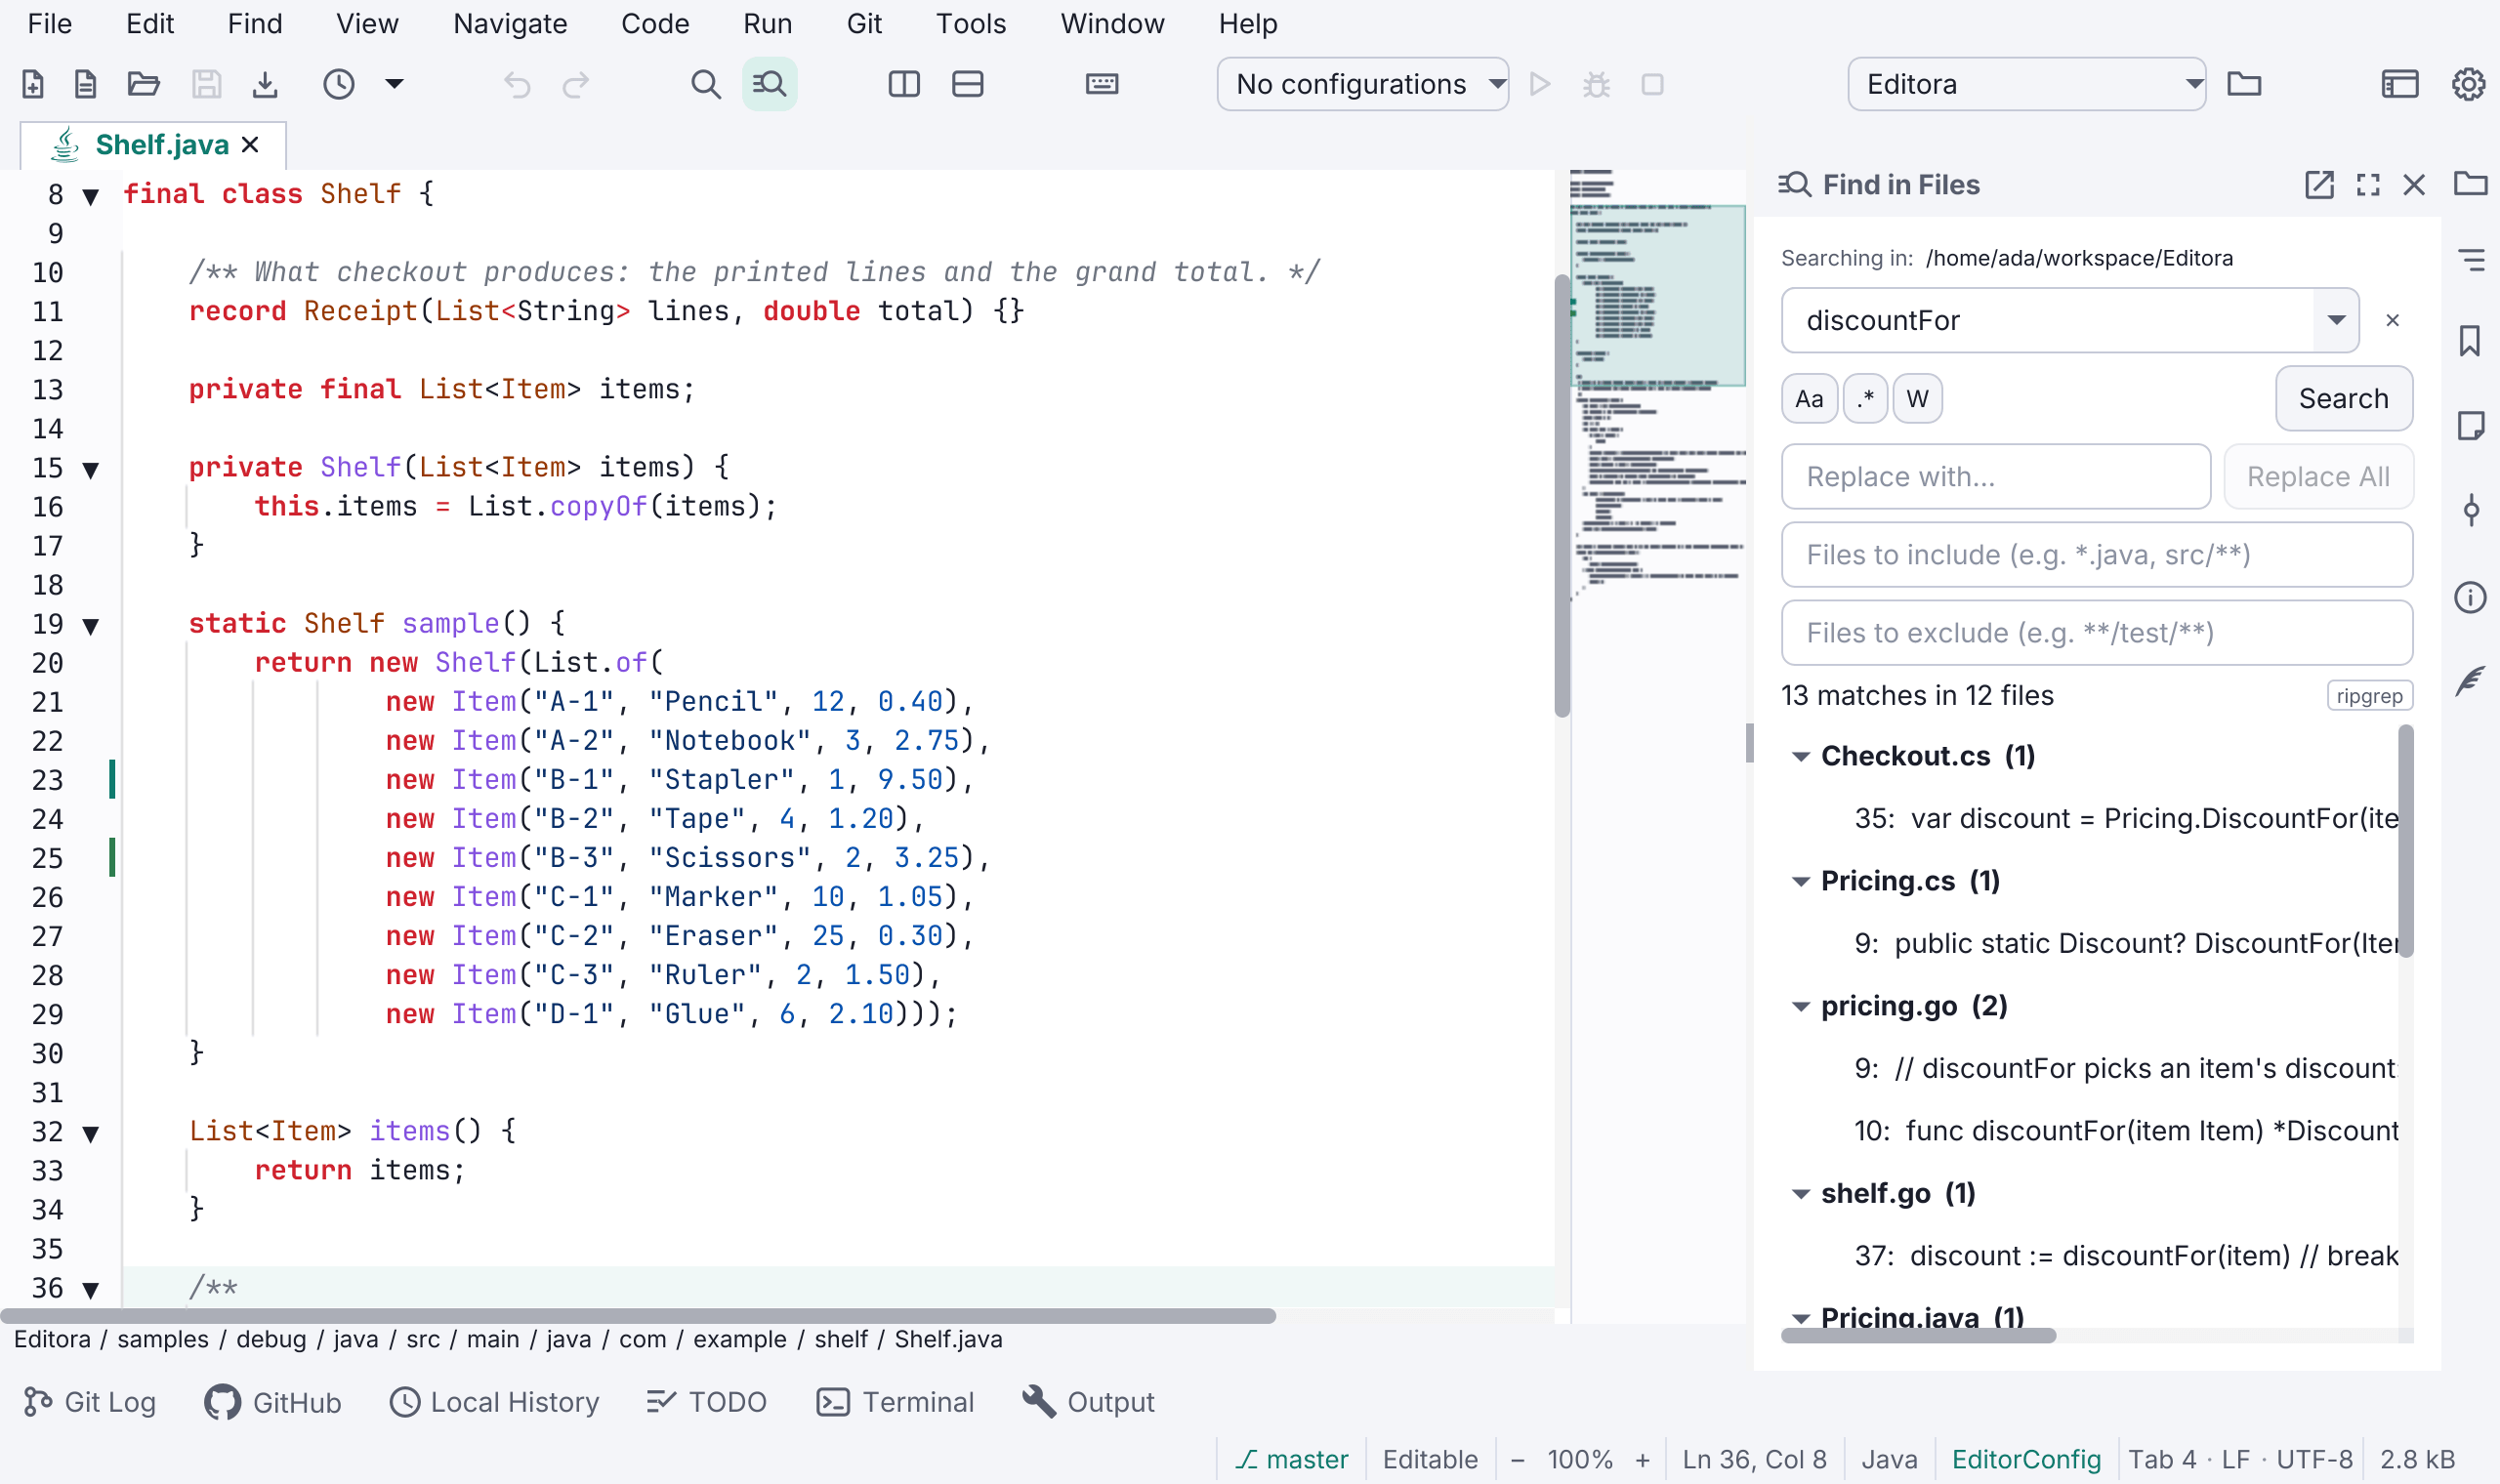 File Edit Find View Navigate Code Run Git Tools Window Help
No configurations
Editora
Shelf.java
8 final class Shelf {
9
10 /** What checkout produces: the printed lines and the grand total. */
11 record Receipt(List<String> lines, double total) {}
12
13 private final List<Item> items;
14
15 private Shelf(List<Item> items) {
16 this.items = List.copyOf(items);
17 }
18
19 static Shelf sample() {
20 return new Shelf(List.of(
21 new Item("A-1", "Pencil", 12, 0.40),
22 new Item("A-2", "Notebook", 3, 2.75),
23 new Item("B-1", "Stapler", 1, 9.50),
24 new Item("B-2", "Tape", 4, 1.20),
25 new Item("B-3", "Scissors", 2, 3.25),
26 new Item("C-1", "Marker", 10, 1.05),
27 new Item("C-2", "Eraser", 25, 0.30),
28 new Item("C-3", "Ruler", 2, 1.50),
29 new Item("D-1", "Glue", 6, 2.10)));
30 }
31
32 List<Item> items() {
33 return items;
34 }
35
36 /**
Editora / samples / debug / java / src / main / java / com / example / shelf / Shelf.java
Find in Files
Searching in: /home/ada/workspace/Editora
discountFor
Aa .* W Search
Replace with... Replace All
Files to include (e.g. *.java, src/**)
Files to exclude (e.g. **/test/**)
13 matches in 12 files ripgrep
Checkout.cs (1)
35: var discount = Pricing.DiscountFor(ite
Pricing.cs (1)
9: public static Discount? DiscountFor(Iter
pricing.go (2)
9: // discountFor picks an item's discount
10: func discountFor(item Item) *Discount
shelf.go (1)
37: discount := discountFor(item) // break
Pricing.java (1)
Git Log GitHub Local History TODO Terminal Output
master Editable − 100% + Ln 36, Col 8 Java EditorConfig Tab 4 · LF · UTF-8 2.8 kB